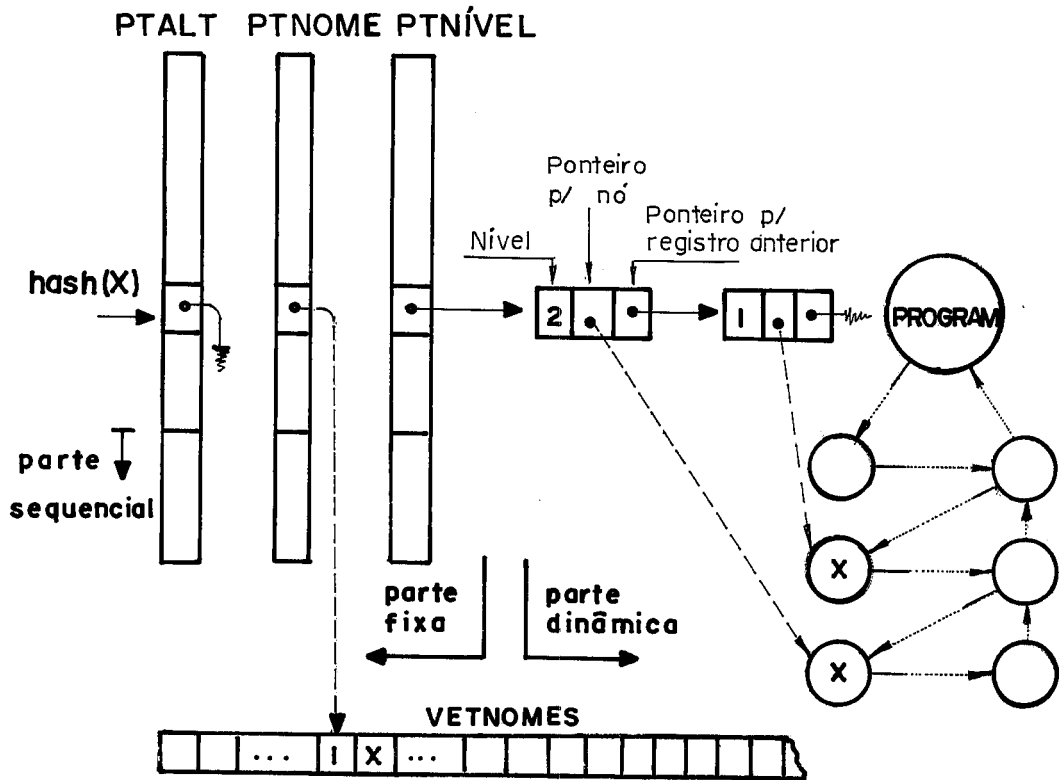 PTALT PTNOME PTNÍVEL
Ponteiro
p/ nó
Ponteiro p/
registro anterior
Nível
hash(X)
2
1
PROGRAM
parte
sequencial
X
parte
fixa
parte
dinâmica
X
VETNOMES
... 1 X ...